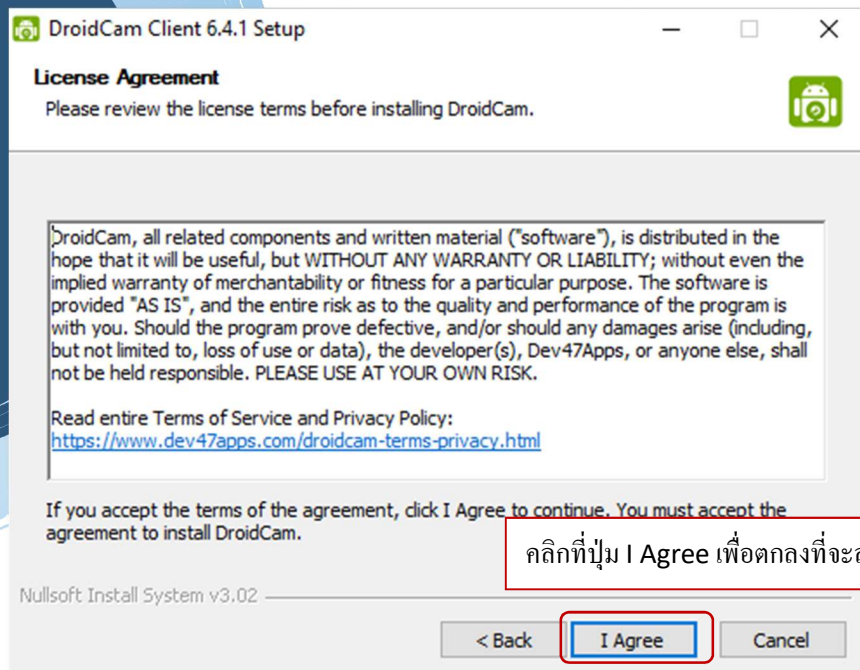 DroidCam Client 6.4.1 Setup
License Agreement
Please review the license terms before installing DroidCam.
DroidCam, all related components and written material ("software"), is distributed in the
hope that it will be useful, but WITHOUT ANY WARRANTY OR LIABILITY; without even the
implied warranty of merchantability or fitness for a particular purpose. The software is
provided "AS IS", and the entire risk as to the quality and performance of the program is
with you. Should the program prove defective, and/or should any damages arise (including,
but not limited to, loss of use or data), the developer(s), Dev47Apps, or anyone else, shall
not be held responsible. PLEASE USE AT YOUR OWN RISK.
Read entire Terms of Service and Privacy Policy:
https://www.dev47apps.com/droidcam-terms-privacy.html
If you accept the terms of the agreement, click I Agree to continue. You must accept the
agreement to install DroidCam.
คลิกที่ปุ่ม I Agree เพื่อตกลงที่จะ
Nullsoft Install System v3.02
< Back
I Agree
Cancel